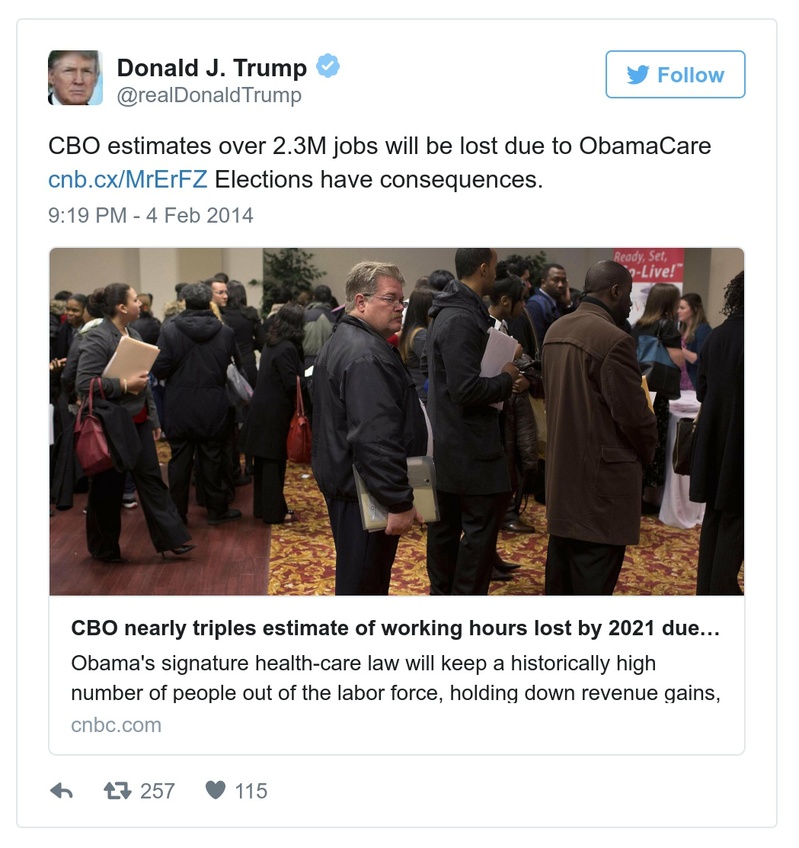 Donald J. Trump
@realDonaldTrump
Follow
CBO estimates over 2.3M jobs will be lost due to ObamaCare
cnb.cx/MrErFZ Elections have consequences.
9:19 PM - 4 Feb 2014
Ready, Set,
o-Live!
CBO nearly triples estimate of working hours lost by 2021 due…
Obama's signature health-care law will keep a historically high
number of people out of the labor force, holding down revenue gains,
cnbc.com
257 115